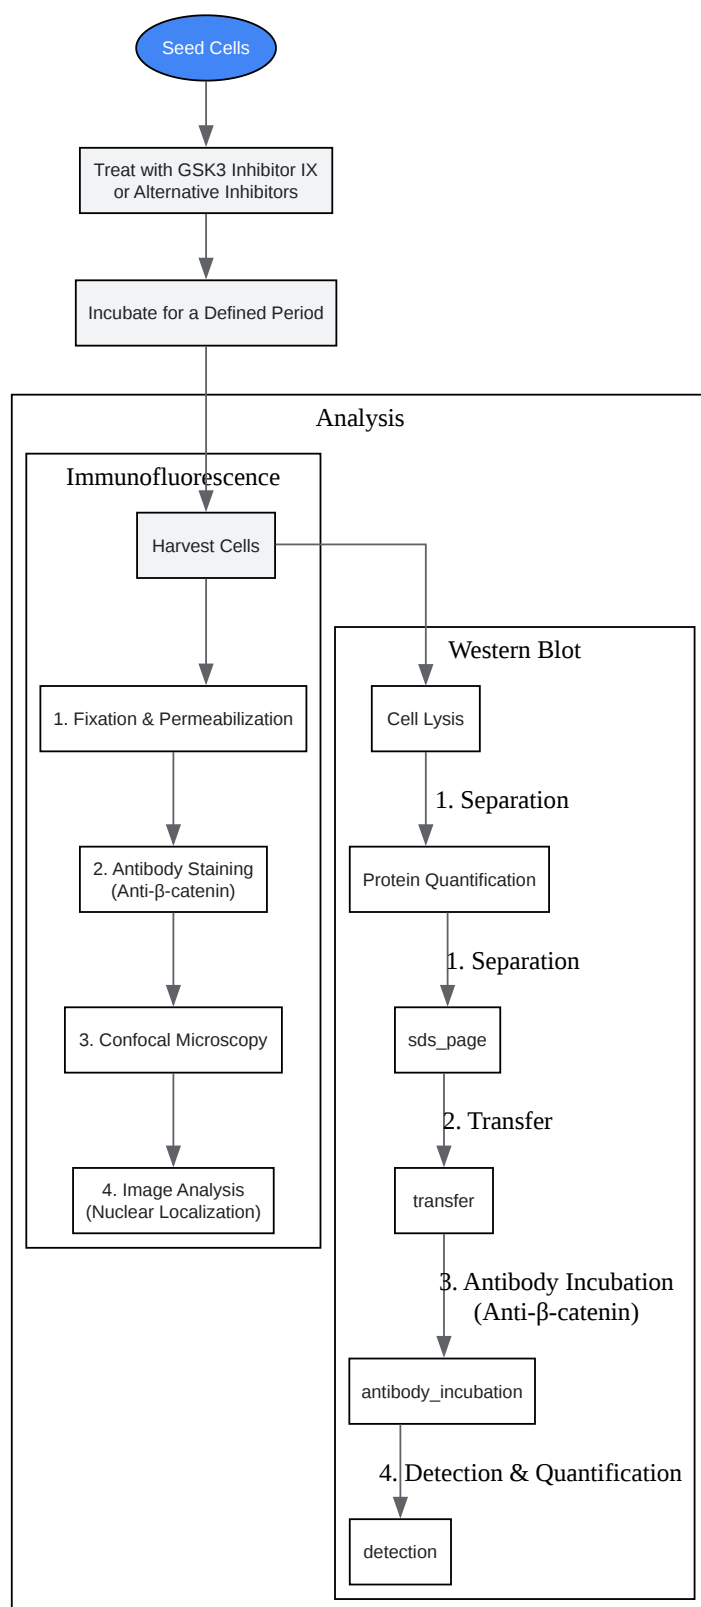 Seed Cells
Treat with GSK3 Inhibitor IX
or Alternative Inhibitors
Incubate for a Defined Period
Analysis
Immunofluorescence
Harvest Cells
1. Fixation & Permeabilization
2. Antibody Staining
(Anti-β-catenin)
3. Confocal Microscopy
4. Image Analysis
(Nuclear Localization)
Western Blot
Cell Lysis
1. Separation
Protein Quantification
1. Separation
sds_page
2. Transfer
transfer
3. Antibody Incubation
(Anti-β-catenin)
antibody_incubation
4. Detection & Quantification
detection